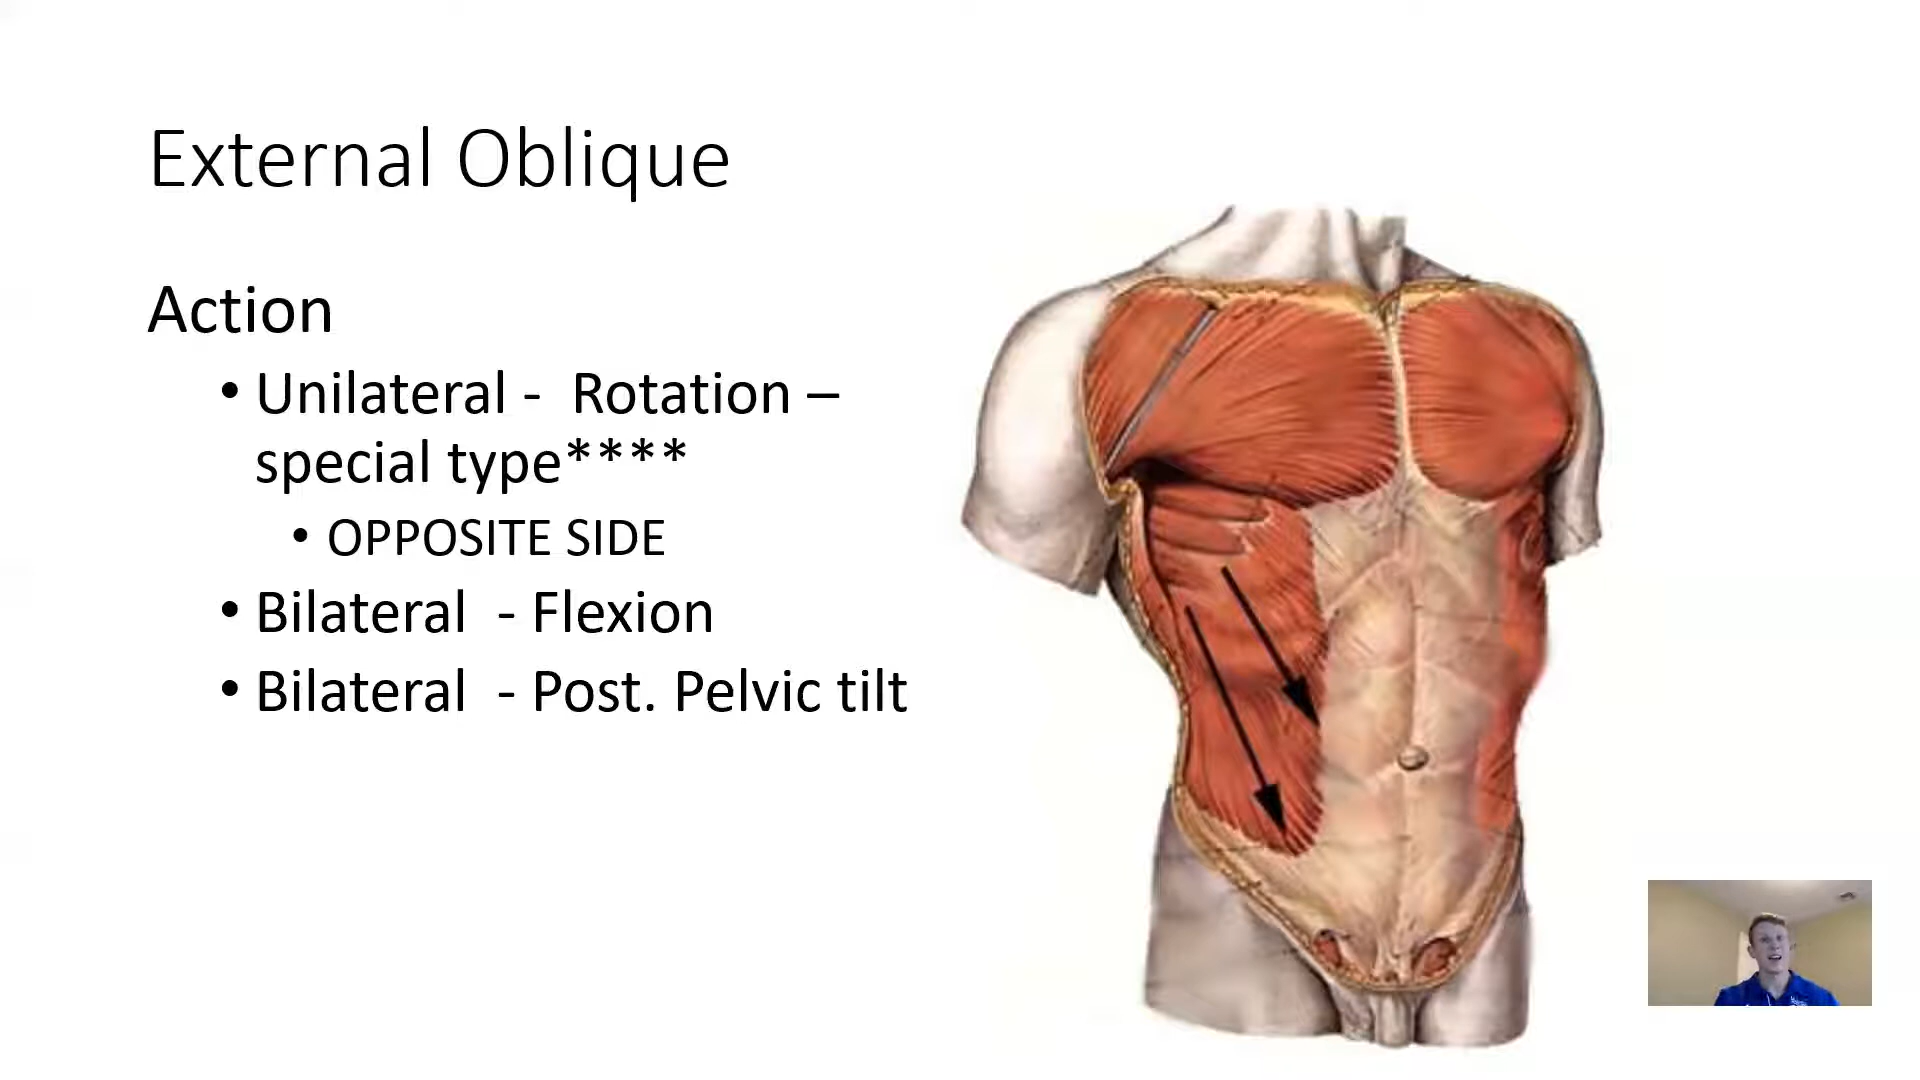 External Oblique
Action
• Unilateral -  Rotation –
special type****
• OPPOSITE SIDE
• Bilateral  - Flexion
• Bilateral  - Post. Pelvic tilt